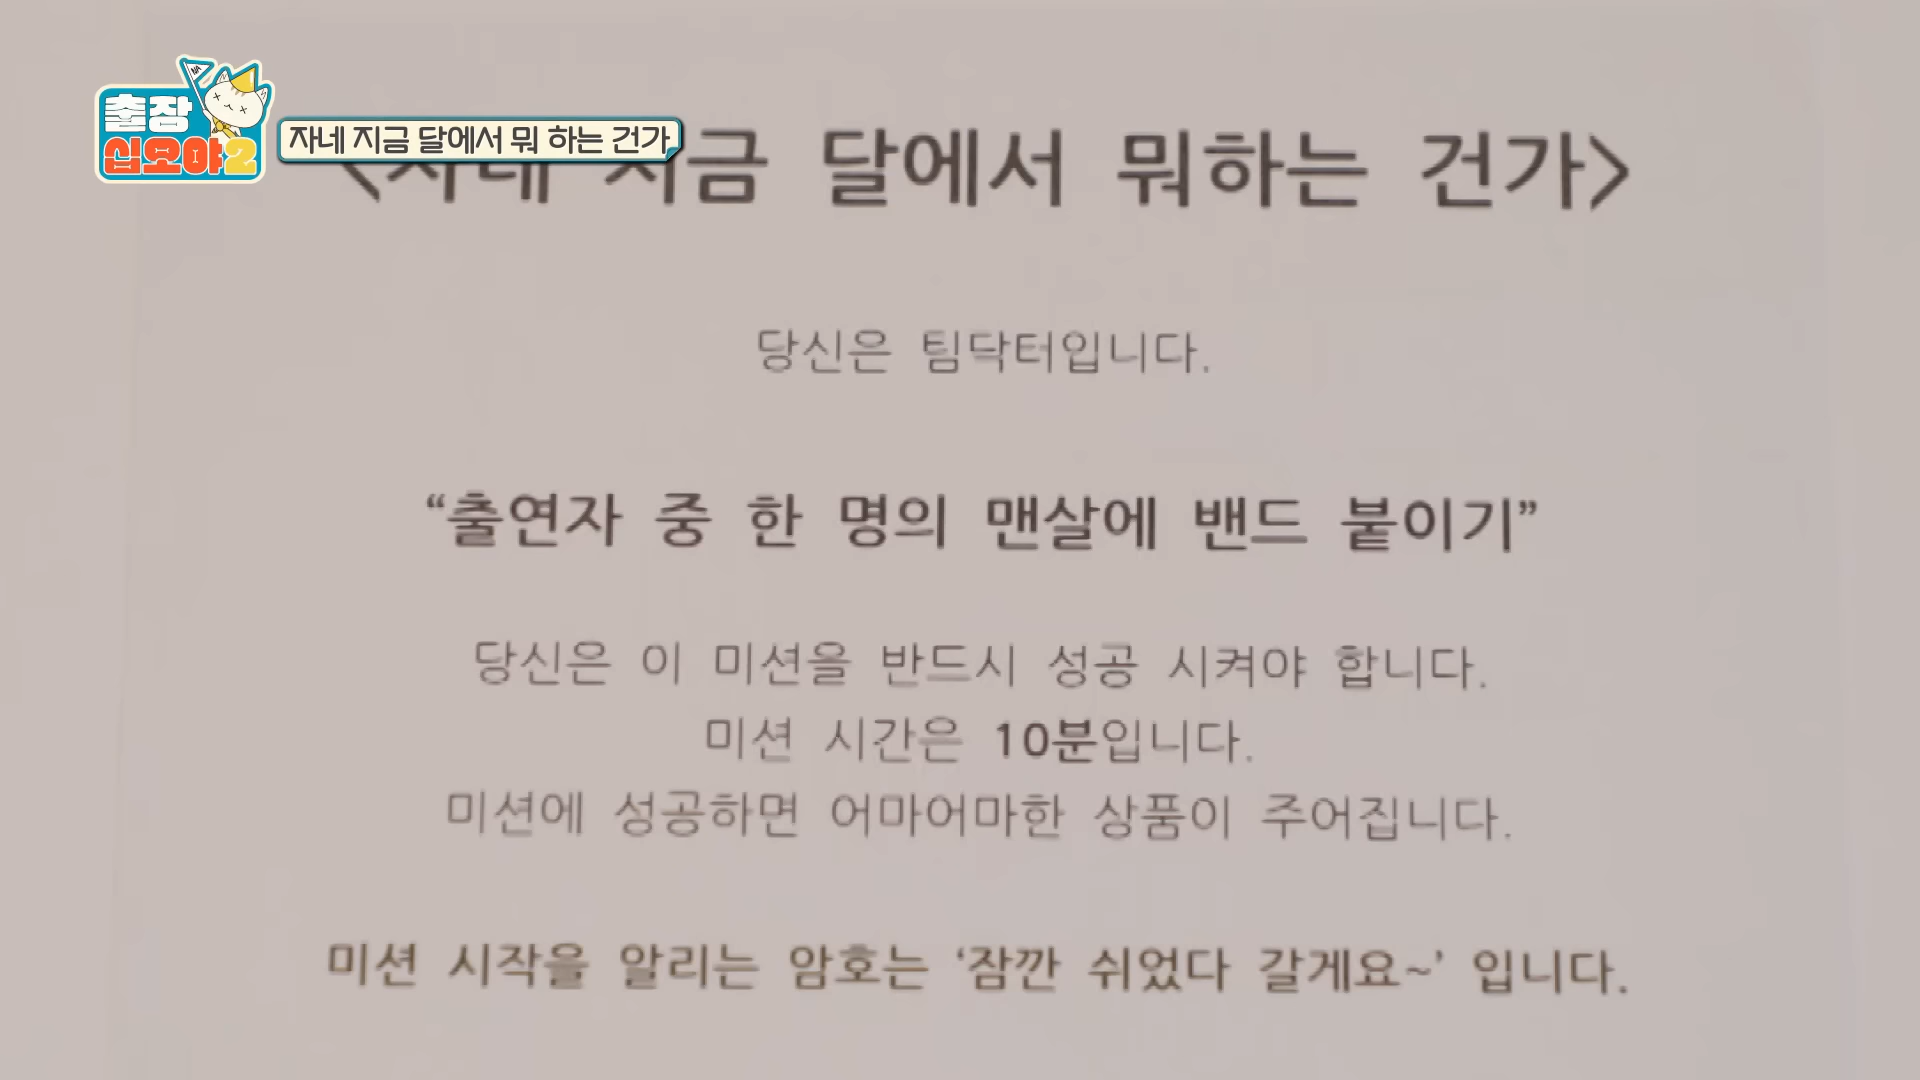 출장
십오야2
자네 지금 달에서 뭐 하는 건가
<자네 지금 달에서 뭐하는 건가>
당신은 팀닥터입니다.
“출연자 중 한 명의 맨살에 밴드 붙이기”
당신은 이 미션을 반드시 성공 시켜야 합니다.
미션 시간은 10분입니다.
미션에 성공하면 어마어마한 상품이 주어집니다.
미션 시작을 알리는 암호는 ‘잠깐 쉬었다 갈게요~’ 입니다.